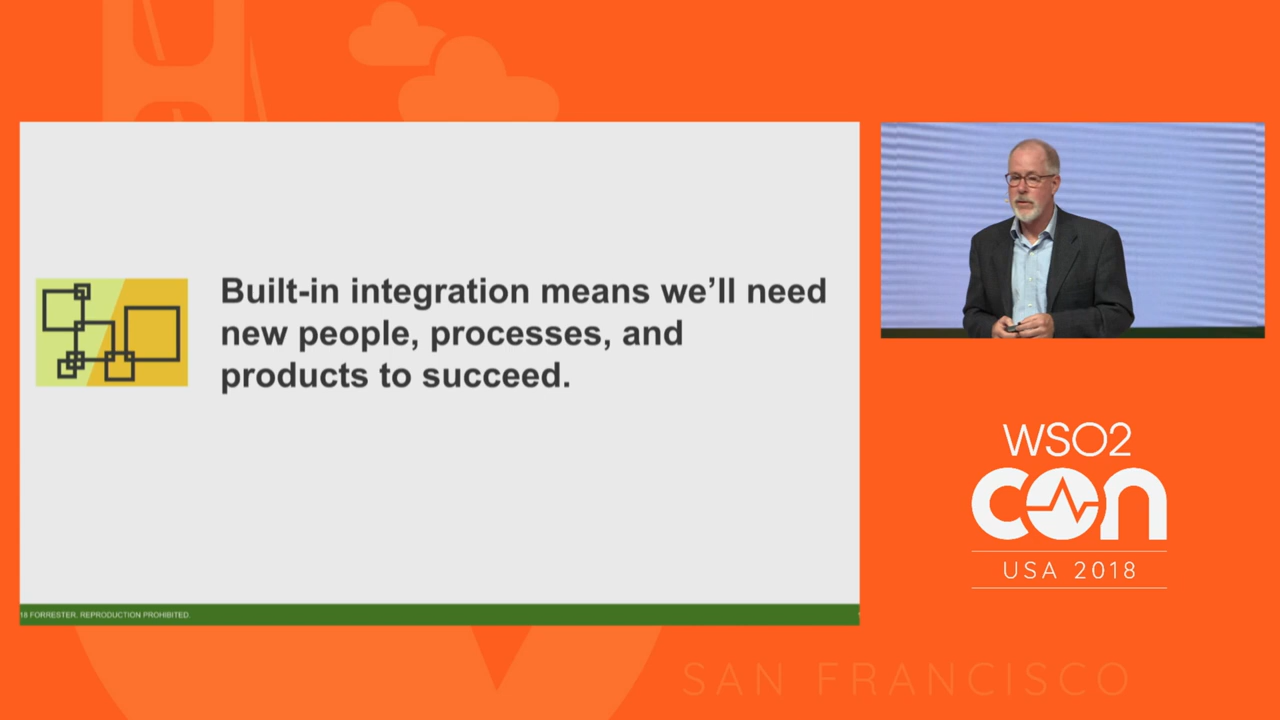 Built-in integration means we’ll need
new people, processes, and
products to succeed.
18 FORRESTER. REPRODUCTION PROHIBITED.
WSO2
con
USA 2018
SAN FRANCISCO